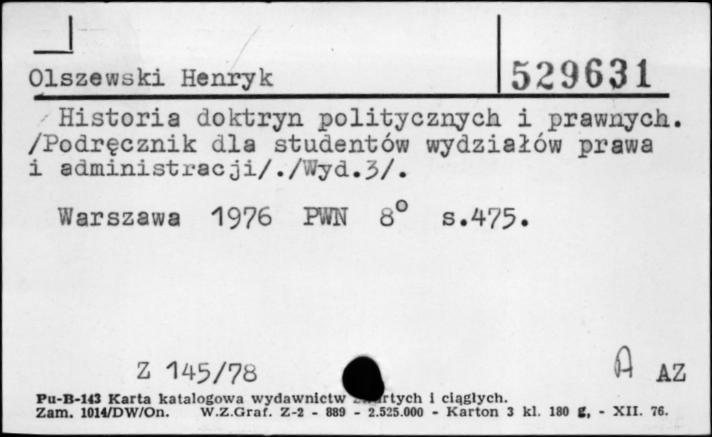 Olszewski Henryk 529631
Historia doktryn politycznych i prawnych.
/Podręcznik dla studentów wydziałów prawa
i administracji/./Wyd.3/.
Warszawa 1976 PWN 8° s.475.
Z 145/78 A AZ
Pu-B-143 Karta katalogowa wydawnictw i ciągłych.
Zam. 1014/DW/On. W.Z.Graf. Z-2 - 889 - 2.525.000 - Karton 3 kl. 180 g, - XII. 76.